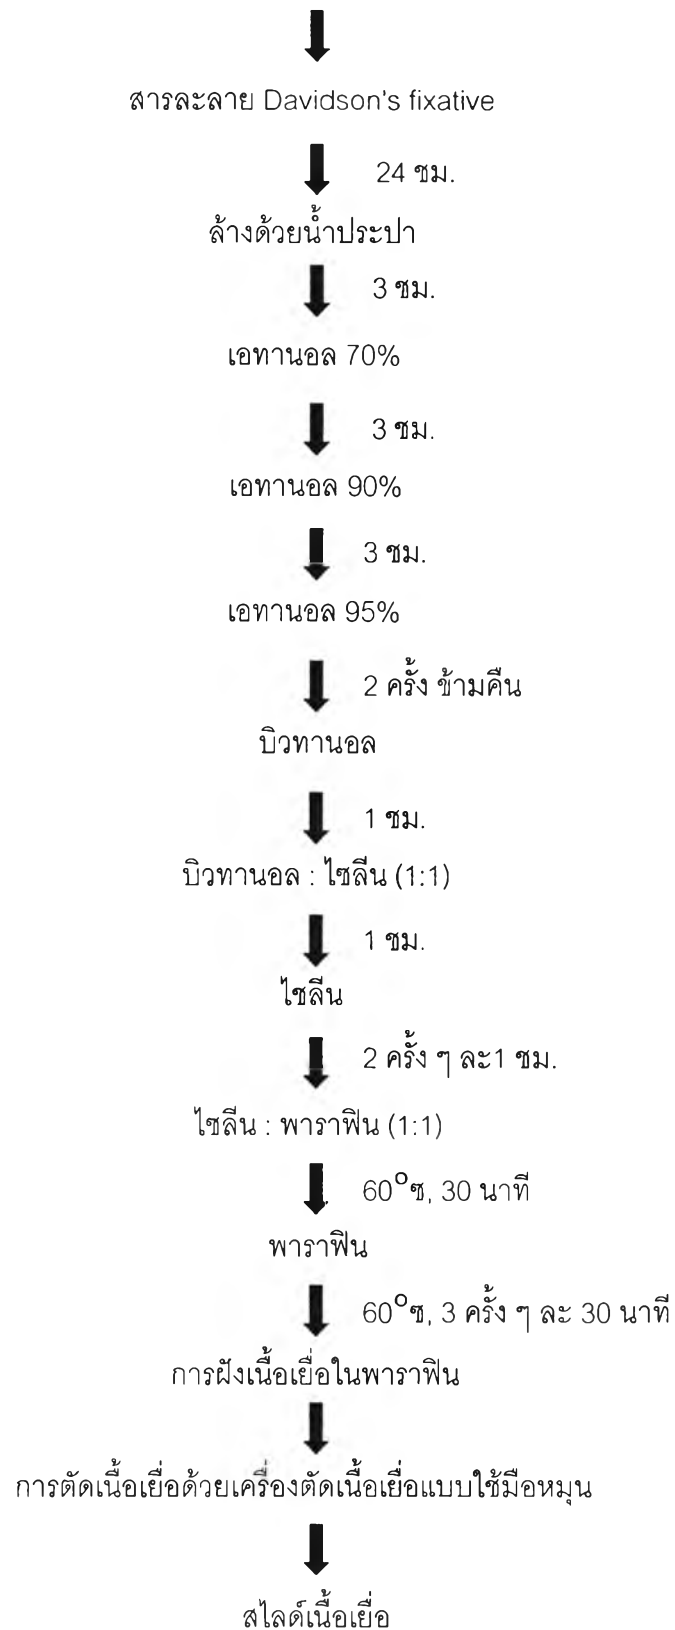 สารละลาย Davidson's fixative
24 ชม.
ล้างด้วยน้ำประปา
3 ชม.
เอทานอล 70%
3 ชม.
เอทานอล 90%
3 ชม.
เอทานอล 95%
2 ครั้ง ข้ามคืน
บิวทานอล
1 ชม.
บิวทานอล : ไซลีน (1:1)
1 ชม.
ไซลีน
2 ครั้ง ๆ ละ1 ชม.
ไซลีน : พาราฟิน (1:1)
60°ซ, 30 นาที
พาราฟิน
60°ซ, 3 ครั้ง ๆ ละ 30 นาที
การฝังเนื้อเยื่อในพาราฟิน
การตัดเนื้อเยื่อด้วยเครื่องตัดเนื้อเยื่อแบบใช้มือหมุน
สไลด์เนื้อเยื่อ